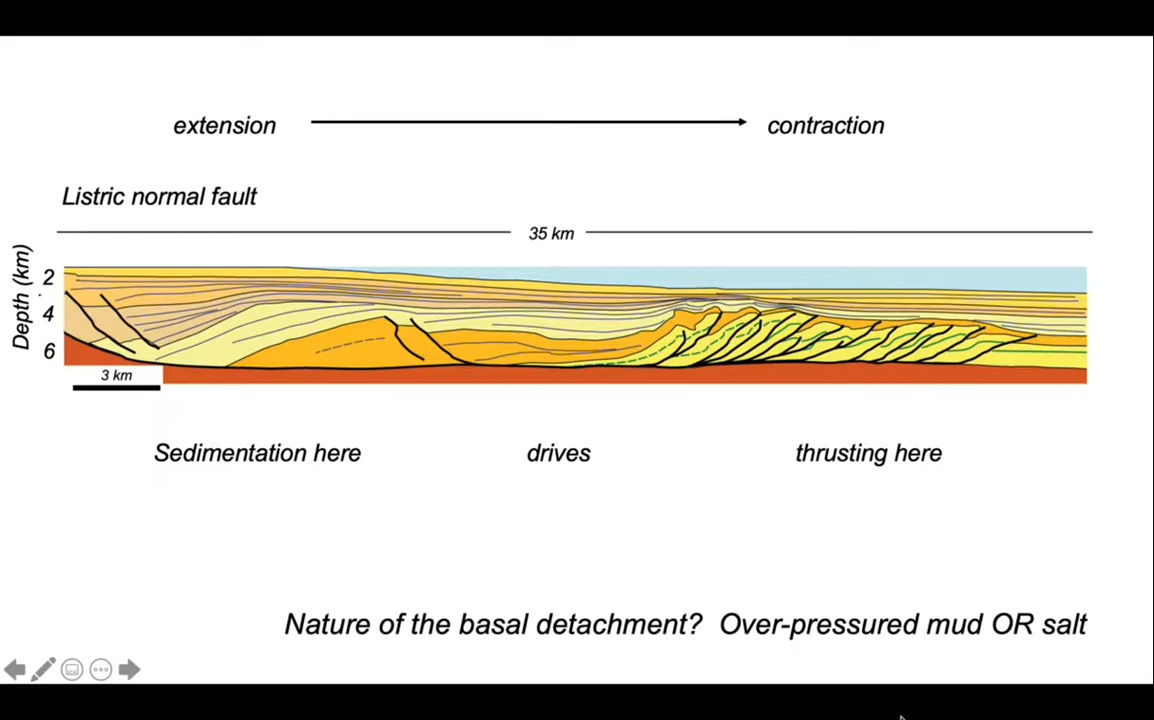 extension
contraction
Listric normal fault
35 km
Depth (km)
2
4
6
3 km
Sedimentation here
drives
thrusting here
Nature of the basal detachment?  Over-pressured mud OR salt